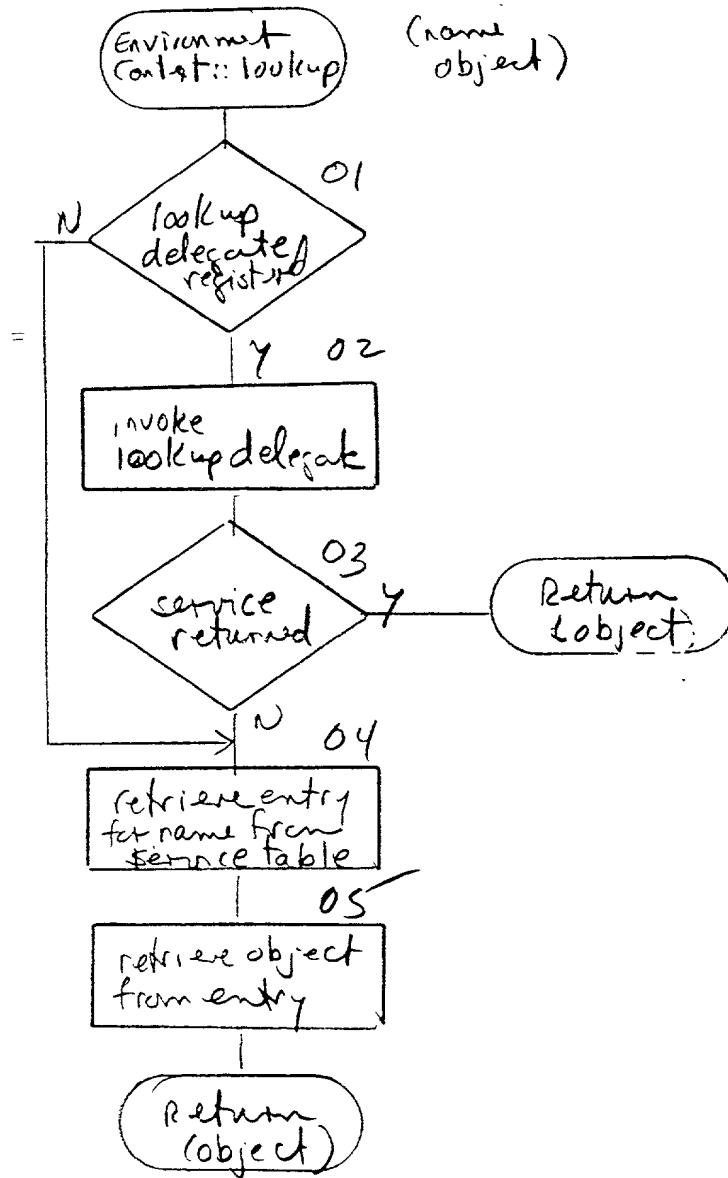 Environment
Context::lookup
(name
object)
01
N
lookup
delegate
registered
Y 02
invoke
lookup delegate
03
service
returned
Y
Return
(object)
N
04
retrieve entry
for name from
service table
05
retrieve object
from entry
Return
(object)